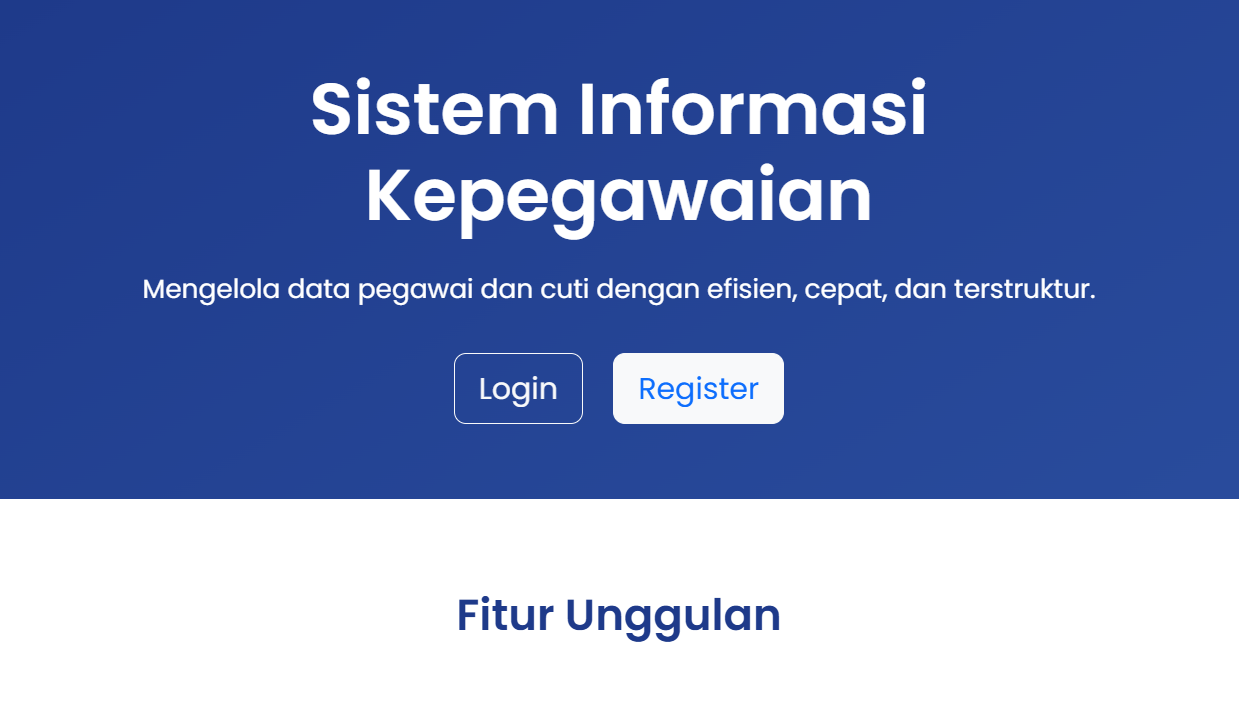 Sistem Informasi
Kepegawaian
Mengelola data pegawai dan cuti dengan efisien, cepat, dan terstruktur.
Login
Register
Fitur Unggulan